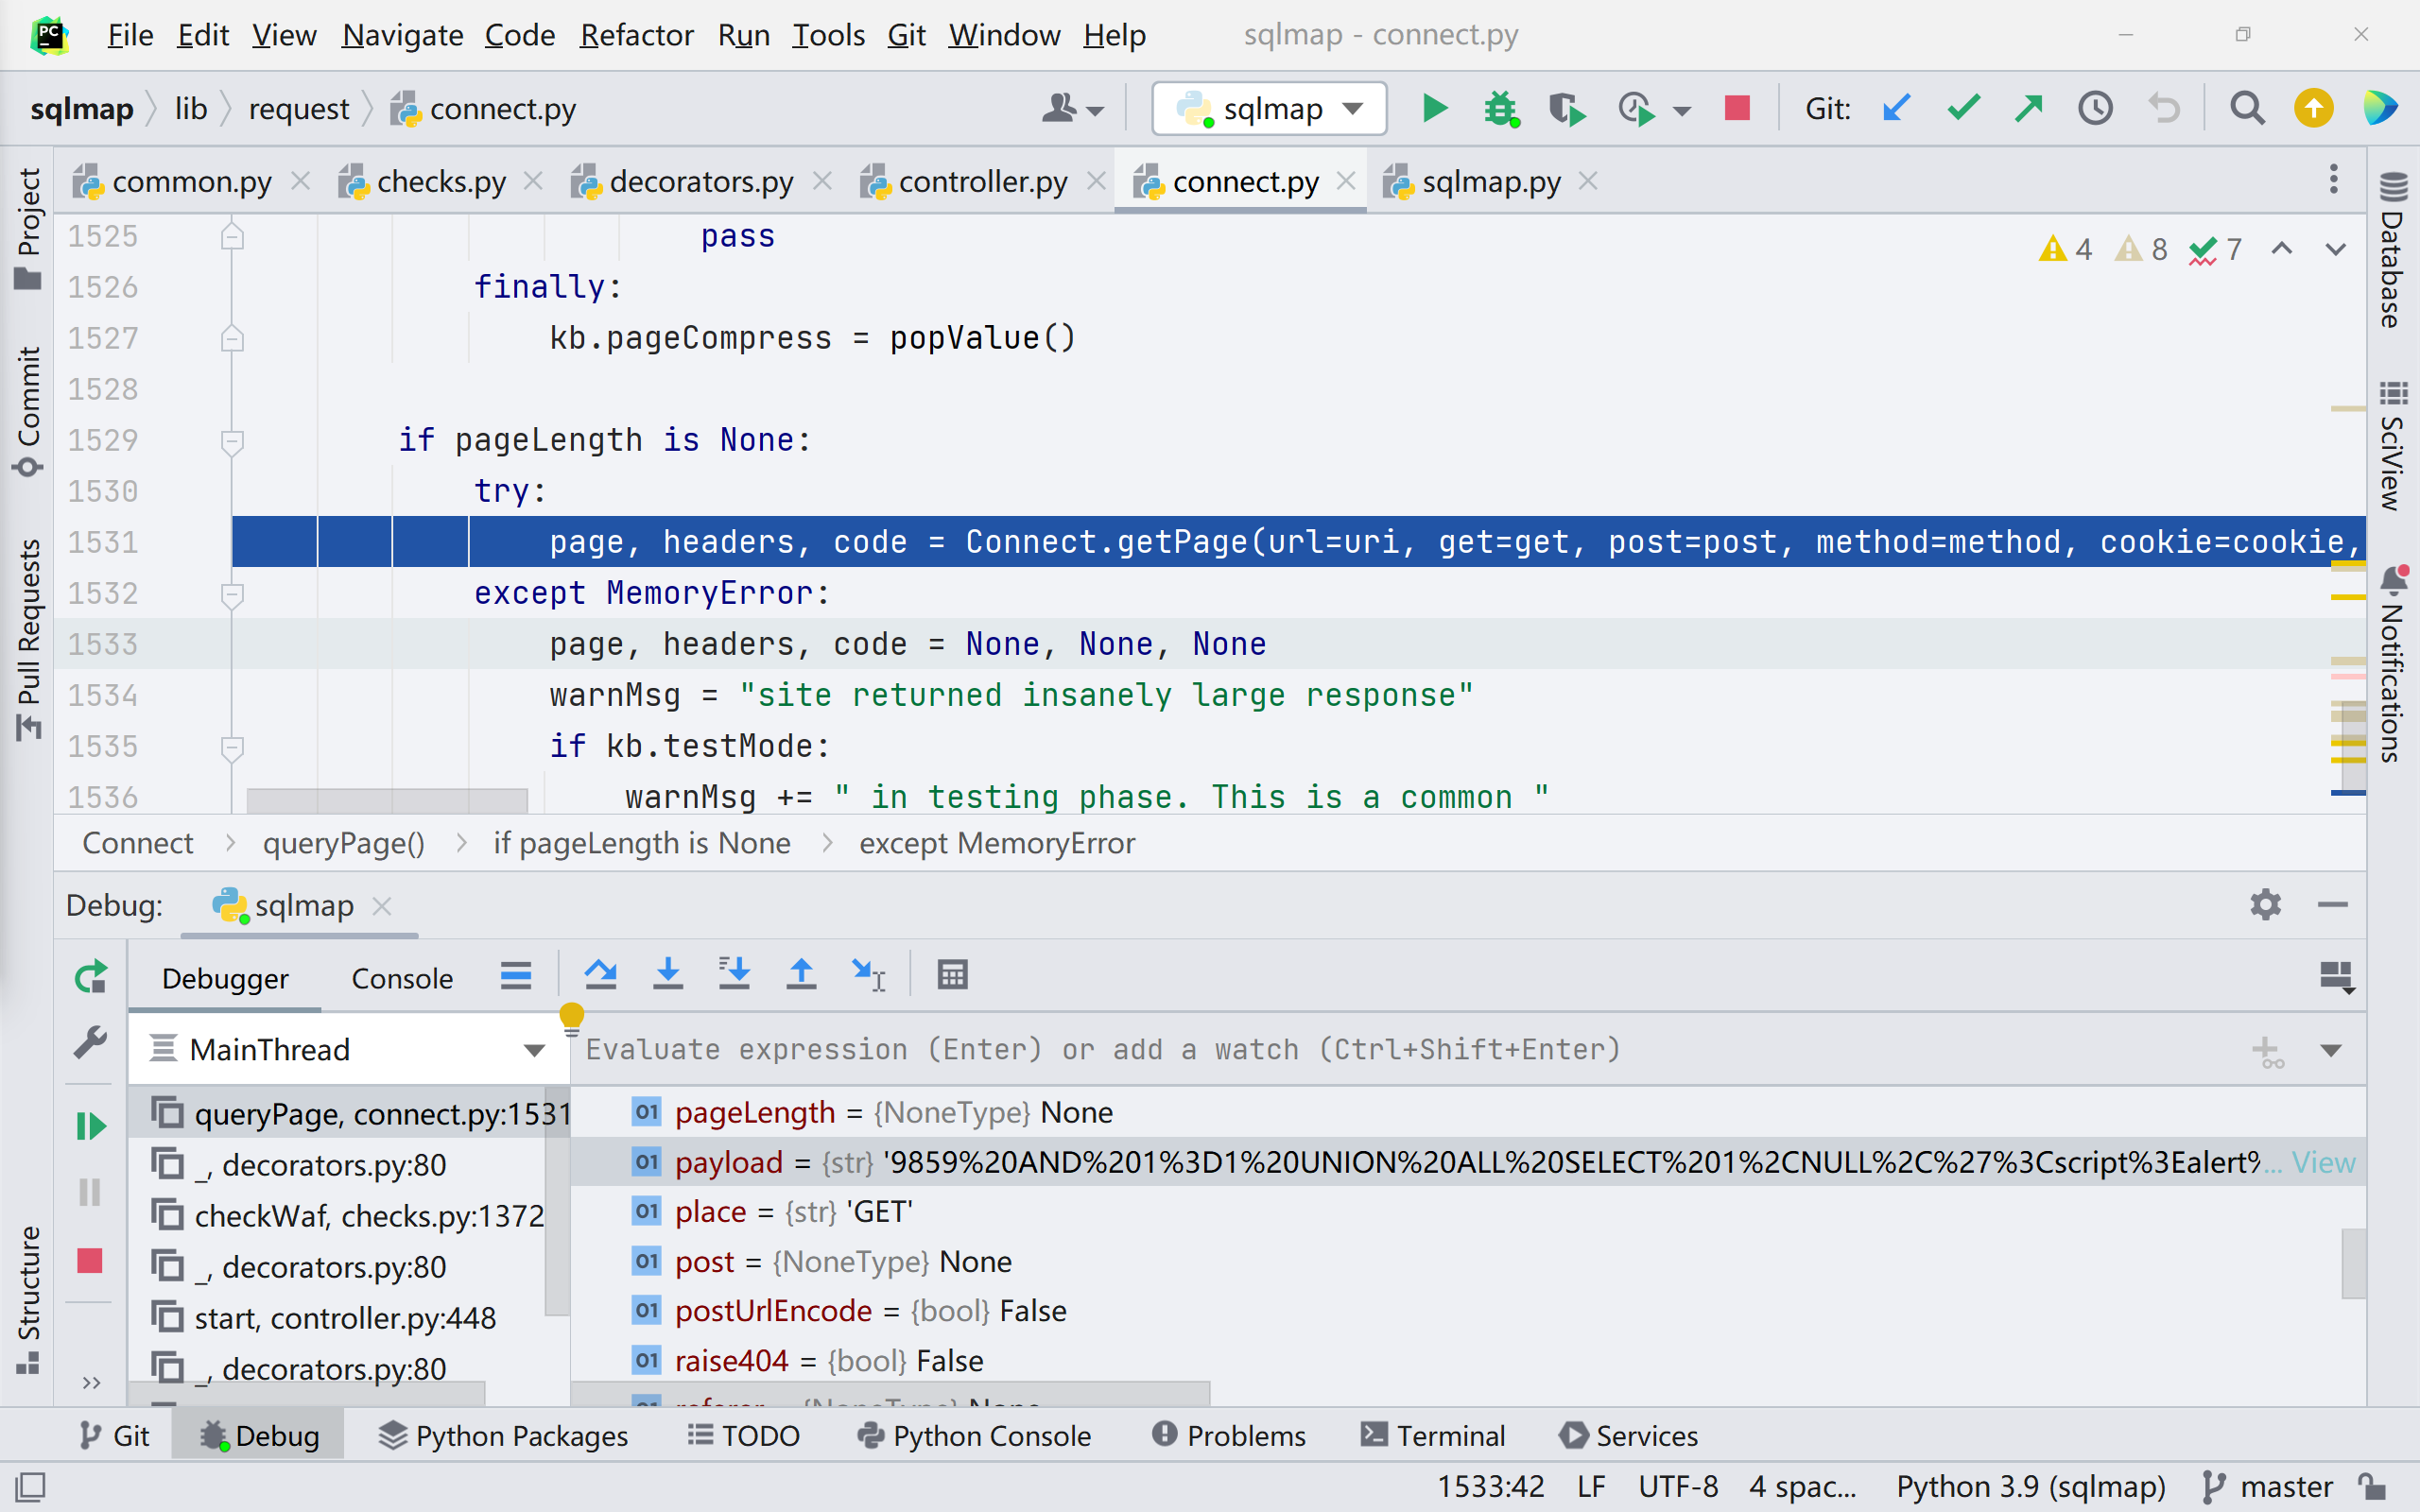 PC
File Edit View Navigate Code Refactor Run Tools Git Window Help sqlmap - connect.py
sqlmap lib request connect.py sqlmap Git:
common.py checks.py decorators.py controller.py connect.py sqlmap.py
Project
Commit
Pull Requests
Structure
Database
SciView
Notifications
4 8 7
1525 pass
1526 finally:
1527 kb.pageCompress = popValue()
1528
1529 if pageLength is None:
1530 try:
1531 page, headers, code = Connect.getPage(url=uri, get=get, post=post, method=method, cookie=cookie,
1532 except MemoryError:
1533 page, headers, code = None, None, None
1534 warnMsg = "site returned insanely large response"
1535 if kb.testMode:
1536 warnMsg += " in testing phase. This is a common "
Connect queryPage() if pageLength is None except MemoryError
Debug: sqlmap
Debugger Console
MainThread
Evaluate expression (Enter) or add a watch (Ctrl+Shift+Enter)
queryPage, connect.py:1531
_, decorators.py:80
checkWaf, checks.py:1372
_, decorators.py:80
start, controller.py:448
_, decorators.py:80
01 pageLength = {NoneType} None
01 payload = {str} '9859%20AND%201%3D1%20UNION%20ALL%20SELECT%201%2CNULL%2C%27%3Cscript%3Ealert%... View
01 place = {str} 'GET'
01 post = {NoneType} None
01 postUrlEncode = {bool} False
01 raise404 = {bool} False
Git Debug Python Packages TODO Python Console Problems Terminal Services
1533:42 LF UTF-8 4 spac... Python 3.9 (sqlmap) master